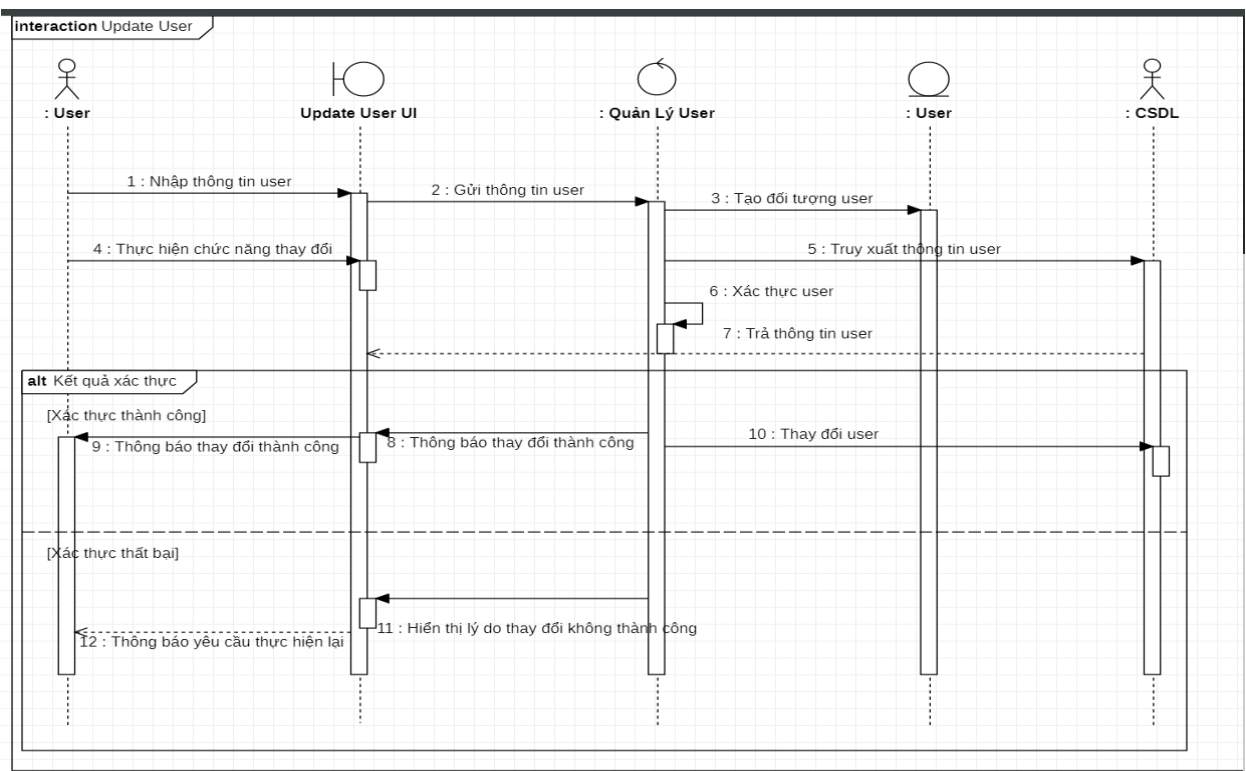 interaction Update User
: User
Update User UI
: Quản Lý User
: User
: CSDL
1 : Nhập thông tin user
2 : Gửi thông tin user
3 : Tạo đối tượng user
4 : Thực hiện chức năng thay đổi
5 : Truy xuất thông tin user
6 : Xác thực user
7 : Trả thông tin user
alt Kết quả xác thực
[Xác thực thành công]
8 : Thông báo thay đổi thành công
9 : Thông báo thay đổi thành công
10 : Thay đổi user
[Xác thực thất bại]
11 : Hiển thị lý do thay đổi không thành công
12 : Thông báo yêu cầu thực hiện lại